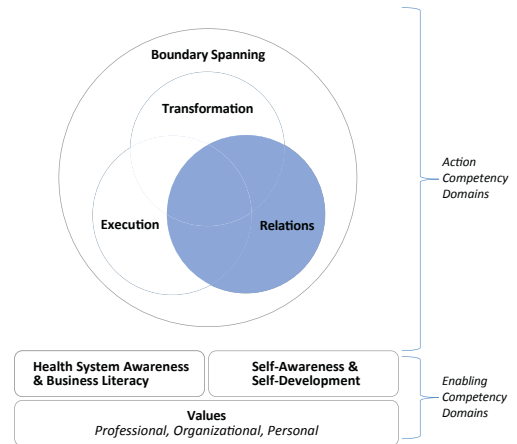 Boundary Spanning
Transformation
Execution
Relations
Action
Competency
Domains
Health System Awareness
& Business Literacy
Self-Awareness &
Self-Development
Values
Professional, Organizational, Personal
Enabling
Competency
Domains